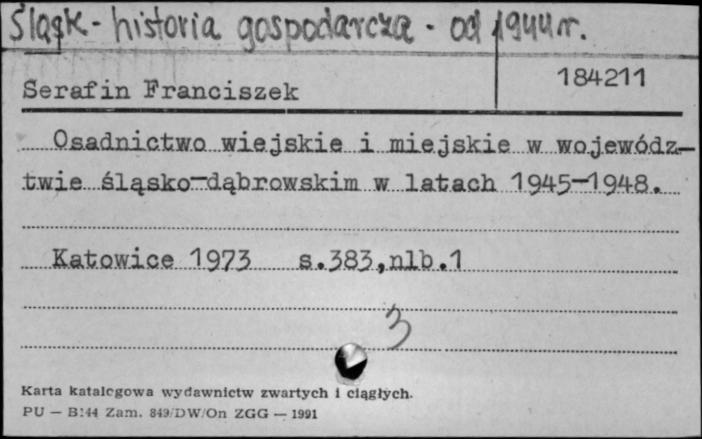 Śląsk - historia gospodarcza - od 1944 r.
Serafin Franciszek
184211
Osadnictwo wiejskie i miejskie w wojewódz-
twie śląsko-dąbrowskim w latach 1945-1948.
Katowice 1973 s.383,nlb.1
3
Karta katalogowa wydawnictw zwartych i ciągłych.
PU — B144 Zam. 849/DW/On ZGG — 1991